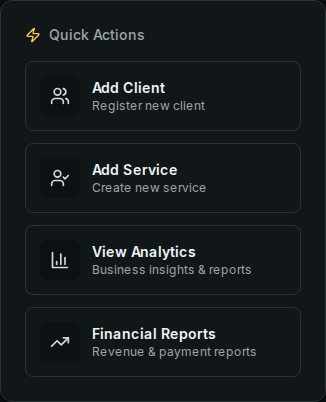 Quick Actions
Add Client
Register new client
Add Service
Create new service
View Analytics
Business insights & reports
Financial Reports
Revenue & payment reports